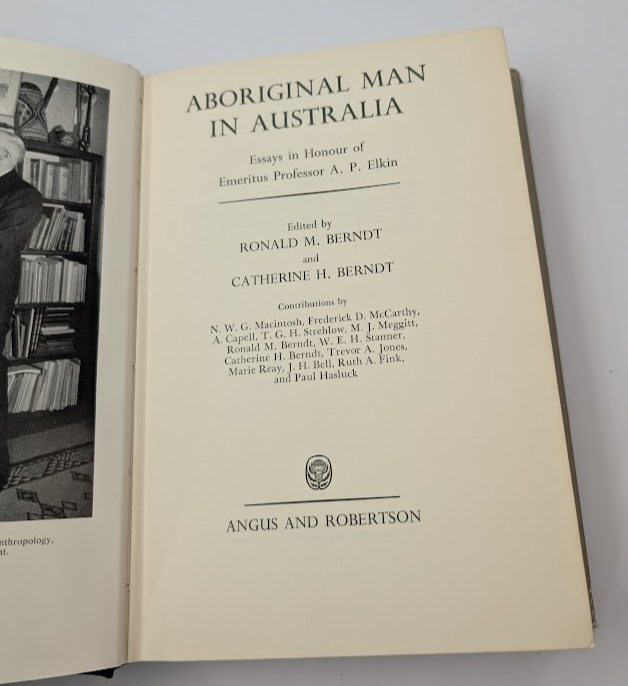 ABORIGINAL MAN
IN AUSTRALIA
Essays in Honour of
Emeritus Professor A. P. Elkin
Edited by
RONALD M. BERNDT
and
CATHERINE H. BERNDT
Contributions by
N. W. G. Macintosh, Frederick D. McCarthy,
A. Capell, T. G. H. Strehlow, M. J. Meggitt,
Ronald M. Berndt, W. E. H. Stanner,
Catherine H. Berndt, Trevor A. Jones,
Marie Reay, J. H. Bell, Ruth A. Fink,
and Paul Hasluck
ANGUS AND ROBERTSON
nthropology,
nt.